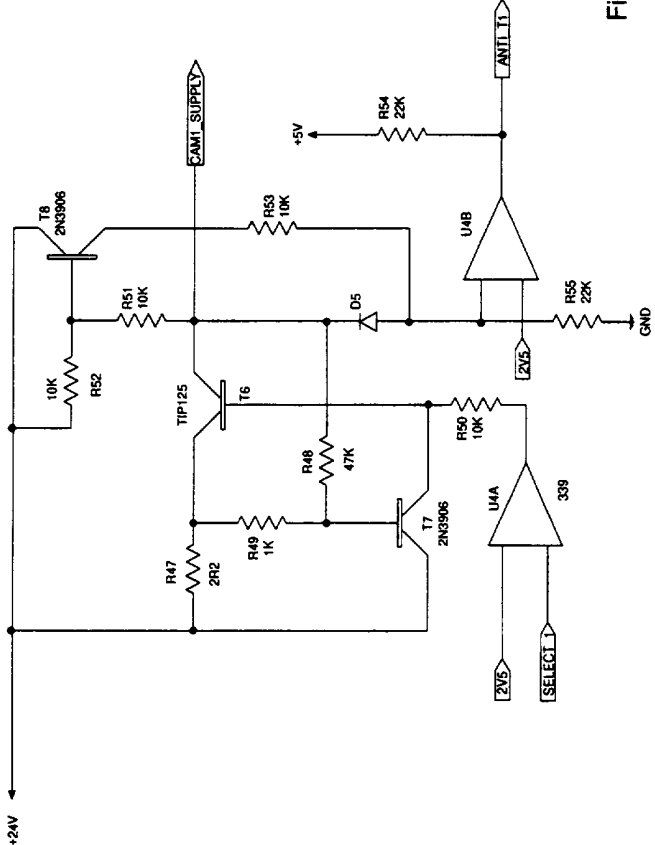 +24V
T8
2N3906
10K
R52
R51
10K
CAM1_SUPPLY
R53
10K
+5V
R54
22K
ANTI_T1
Fi
TIP125
T6
R47
2R2
R49
1K
R48
47K
D5
U4B
2V5
R55
22K
GND
T7
2N3906
R50
10K
U4A
339
2V5
SELECT_1